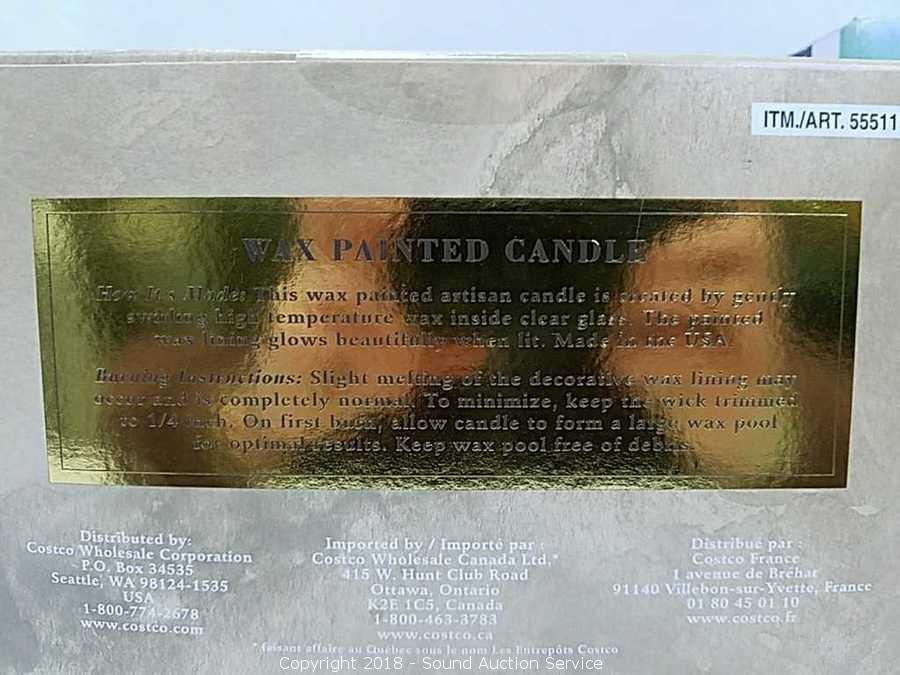 ITM./ART. 55511
WAX PAINTED CANDLE
How It's Made: This wax painted artisan candle is created by gently
swirling high temperature wax inside clear glass. The painted
wax lining glows beautifully when lit. Made in the USA.
Burning Instructions: Slight melting of the decorative wax lining may
occur and is completely normal. To minimize, keep the wick trimmed
to 1/4 inch. On first burn, allow candle to form a large wax pool
for optimal results. Keep wax pool free of debris.
Distributed by:
Costco Wholesale Corporation
P.O. Box 34535
Seattle, WA 98124-1535
USA
1-800-774-2678
www.costco.com
Imported by / Importé par :
Costco Wholesale Canada Ltd.*
415 W. Hunt Club Road
Ottawa, Ontario
K2E 1C5, Canada
1-800-463-3783
www.costco.ca
* faisant affaire au Québec sous le nom Les Entrepôts Costco
Distribué par :
Costco France
1 avenue de Bréhat
91140 Villebon-sur-Yvette, France
01 80 45 01 10
www.costco.fr
Copyright 2018 - Sound Auction Service